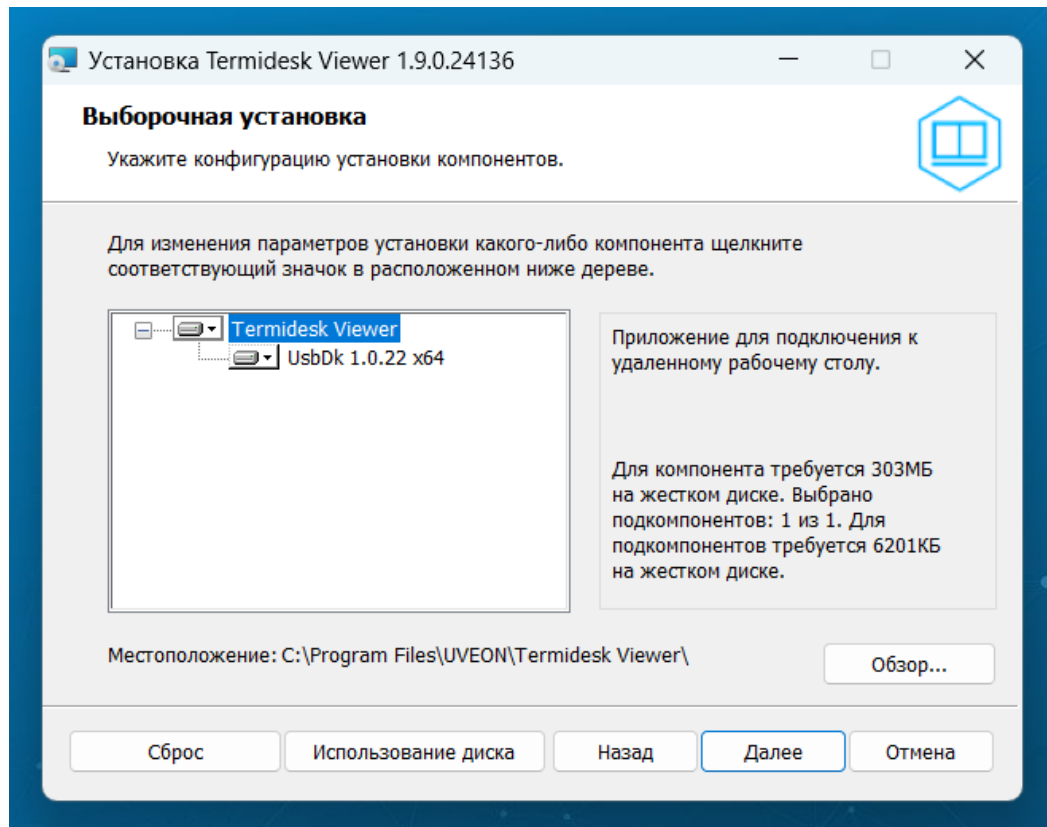 Установка Termidesk Viewer 1.9.0.24136
Выборочная установка
Укажите конфигурацию установки компонентов.
Для изменения параметров установки какого-либо компонента щелкните
соответствующий значок в расположенном ниже дереве.
Termidesk Viewer
UsbDk 1.0.22 x64
Приложение для подключения к
удаленному рабочему столу.
Для компонента требуется 303МБ
на жестком диске. Выбрано
подкомпонентов: 1 из 1. Для
подкомпонентов требуется 6201КБ
на жестком диске.
Местоположение: C:\Program Files\UVEON\Termidesk Viewer\
Обзор...
Сброс
Использование диска
Назад
Далее
Отмена